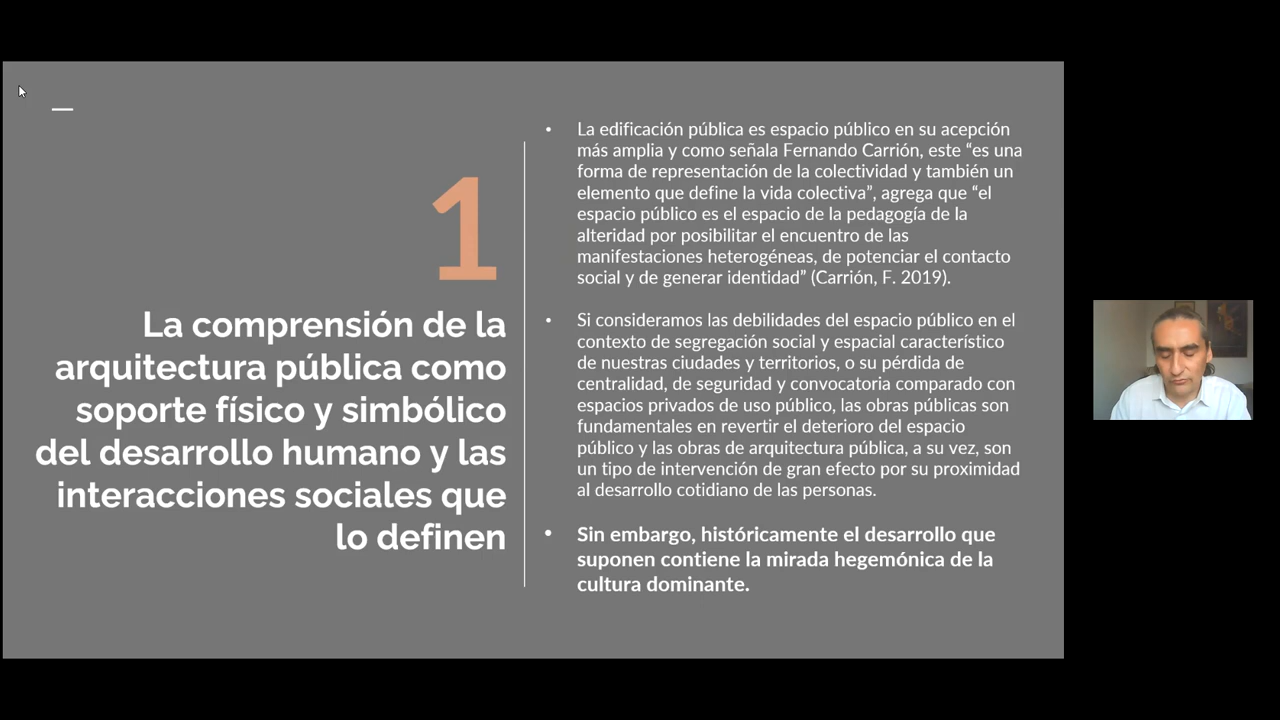 1
La comprensión de la
arquitectura pública como
soporte físico y simbólico
del desarrollo humano y las
interacciones sociales que
lo definen
• La edificación pública es espacio público en su acepción
más amplia y como señala Fernando Carrión, este “es una
forma de representación de la colectividad y también un
elemento que define la vida colectiva”, agrega que “el
espacio público es el espacio de la pedagogía de la
alteridad por posibilitar el encuentro de las
manifestaciones heterogéneas, de potenciar el contacto
social y de generar identidad” (Carrión, F. 2019).
• Si consideramos las debilidades del espacio público en el
contexto de segregación social y espacial característico
de nuestras ciudades y territorios, o su pérdida de
centralidad, de seguridad y convocatoria comparado con
espacios privados de uso público, las obras públicas son
fundamentales en revertir el deterioro del espacio
público y las obras de arquitectura pública, a su vez, son
un tipo de intervención de gran efecto por su proximidad
al desarrollo cotidiano de las personas.
• Sin embargo, históricamente el desarrollo que
suponen contiene la mirada hegemónica de la
cultura dominante.